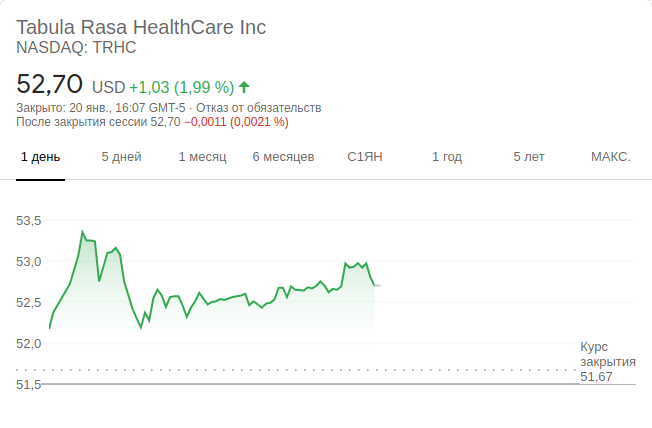 Tabula Rasa HealthCare Inc
NASDAQ: TRHC
52,70 USD +1,03 (1,99 %)
Закрыто: 20 янв., 16:07 GMT-5 · Отказ от обязательств
После закрытия сессии 52,70 −0,0011 (0,0021 %)
1 день 5 дней 1 месяц 6 месяцев С1ЯН 1 год 5 лет МАКС.
53,5
53,0
52,5
52,0
51,5
Курс
закрытия
51,67